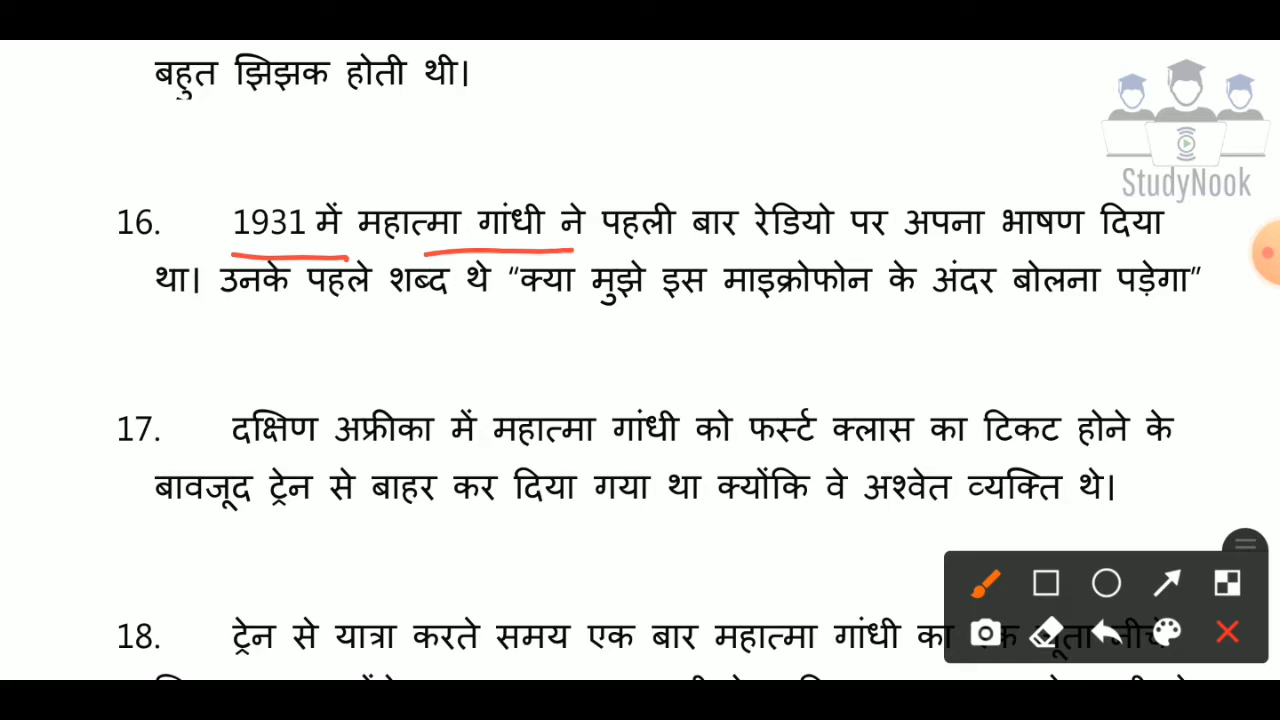 बहुत झिझक होती थी।
StudyNook
16. 1931 में महात्मा गांधी ने पहली बार रेडियो पर अपना भाषण दिया
था। उनके पहले शब्द थे “क्या मुझे इस माइक्रोफोन के अंदर बोलना पड़ेगा”
17. दक्षिण अफ्रीका में महात्मा गांधी को फर्स्ट क्लास का टिकट होने के
बावजूद ट्रेन से बाहर कर दिया गया था क्योंकि वे अश्वेत व्यक्ति थे।
18. ट्रेन से यात्रा करते समय एक बार महात्मा गांधी का